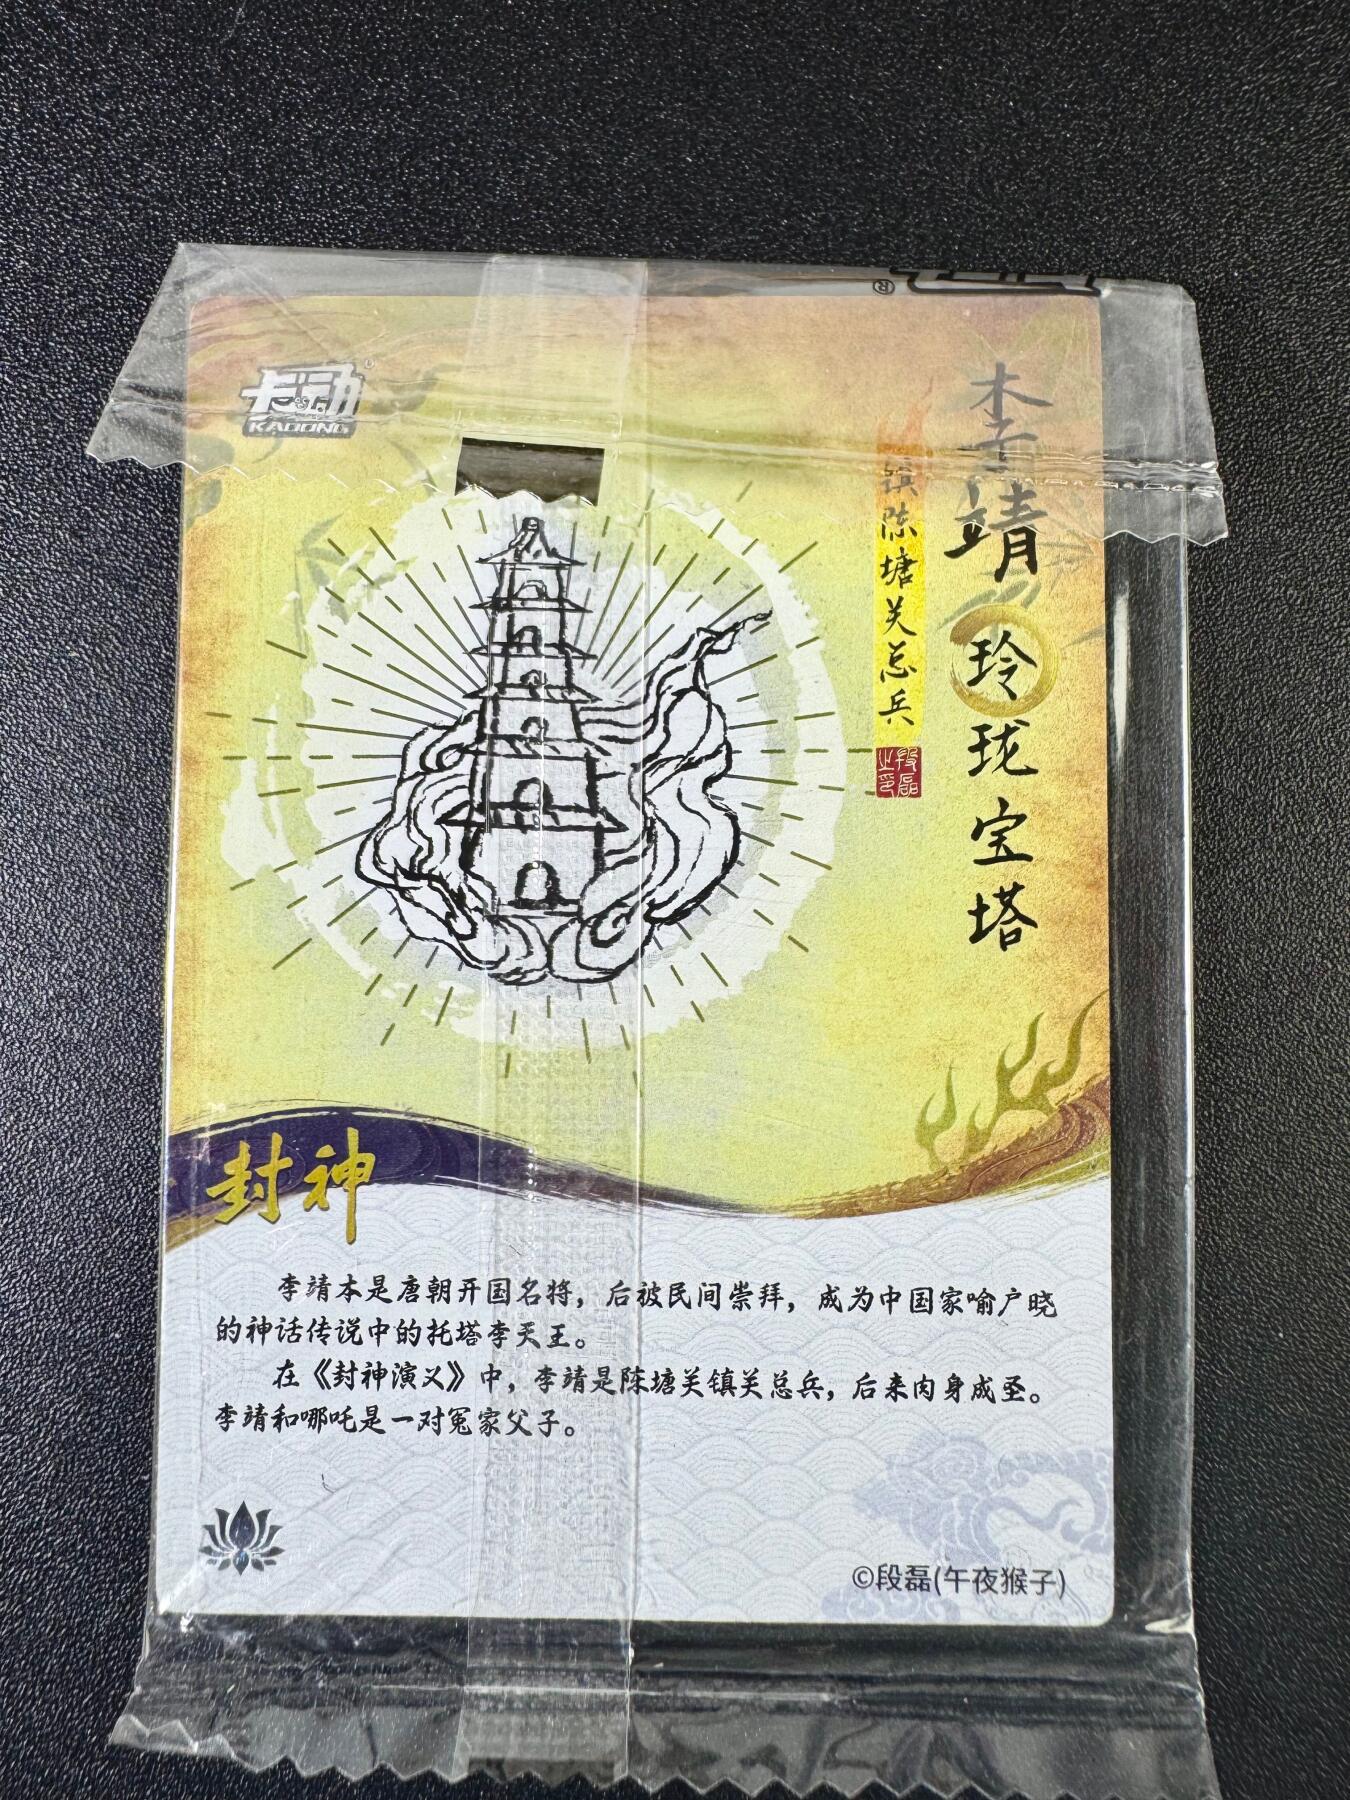 ®
卡动®
KADONG
李靖
玲珑宝塔
镇陈塘关总兵
段磊之印
封神
李靖本是唐朝开国名将，后被民间崇拜，成为中国家喻户晓
的神话传说中的托塔李天王。
在《封神演义》中，李靖是陈塘关镇关总兵，后来肉身成圣。
李靖和哪吒是一对冤家父子。
©段磊(午夜猴子)